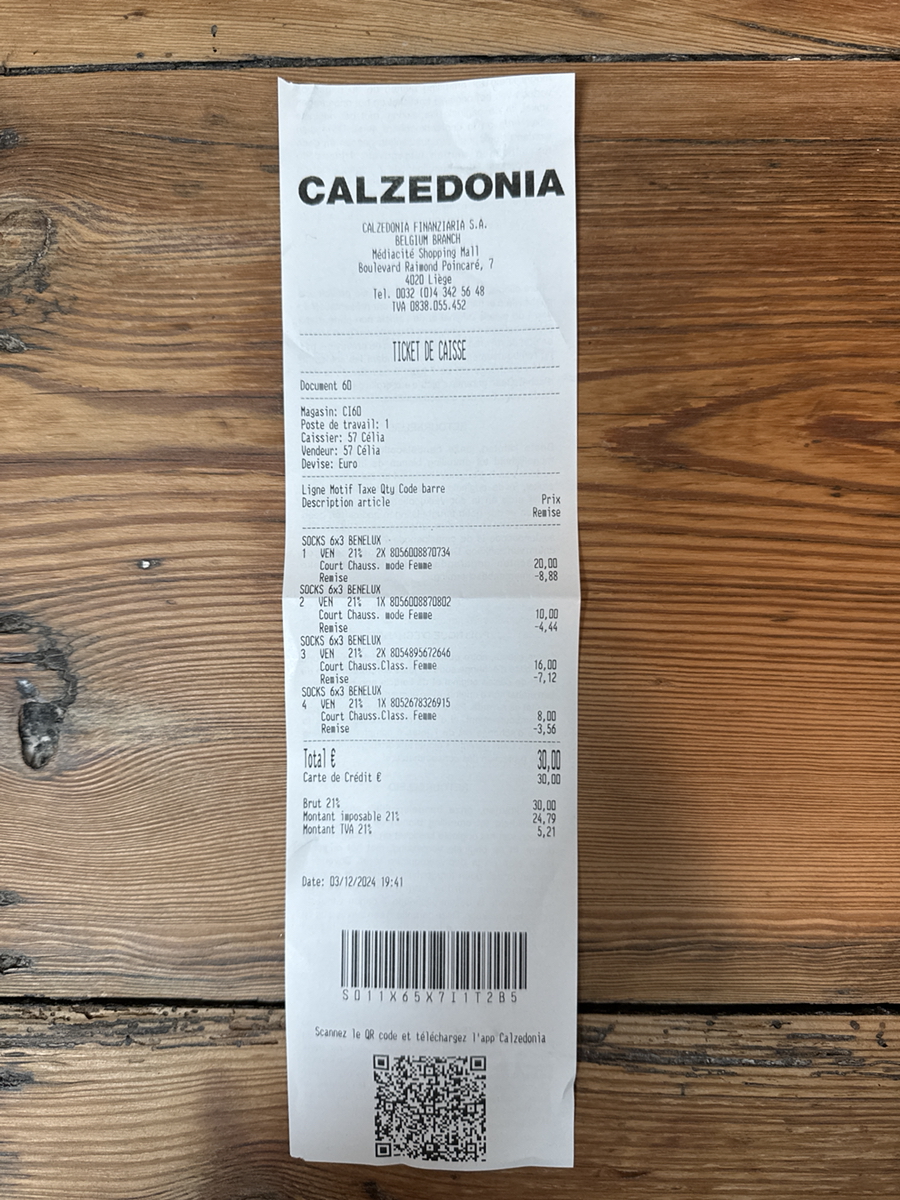 CALZEDONIA
CALZEDONIA FINANZIARIA S.A.
BELGIUM BRANCH
Médiacité Shopping Mall
Boulevard Raimond Poincaré, 7
4020 Liège
Tel. 0032 (0)4 342 56 48
TVA 0838.055.452
TICKET DE CAISSE
Document 60
Magasin: CI60
Poste de travail: 1
Caissier: 57 Célia
Vendeur: 57 Célia
Devise: Euro
Ligne Motif Taxe Qty Code barre
Description article Prix
Remise
SOCKS 6x3 BENELUX
1 VEN 21% 2X 8056008870734
Court Chauss. mode Femme 20,00
Remise -8,88
SOCKS 6x3 BENELUX
2 VEN 21% 1X 8056008870802
Court Chauss. mode Femme 10,00
Remise -4,44
SOCKS 6x3 BENELUX
3 VEN 21% 2X 8054895672646
Court Chauss.Class. Femme 16,00
Remise -7,12
SOCKS 6x3 BENELUX
4 VEN 21% 1X 8052678326915
Court Chauss.Class. Femme 8,00
Remise -3,56
Total € 30,00
Carte de Crédit € 30,00
Brut 21% 30,00
Montant imposable 21% 24,79
Montant TVA 21% 5,21
Date: 03/12/2024 19:41
S011X65X7I1T2B5
Scannez le QR code et téléchargez l'app Calzedonia